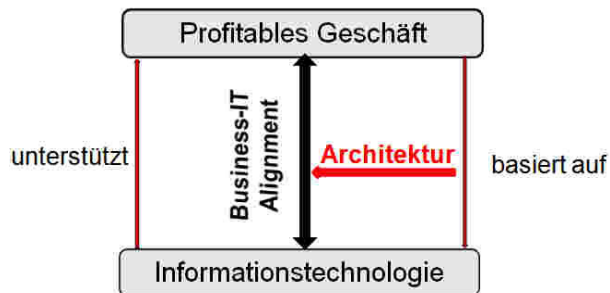 Profitables Geschäft
unterstützt
Business-IT
Alignment
Architektur
basiert auf
Informationstechnologie